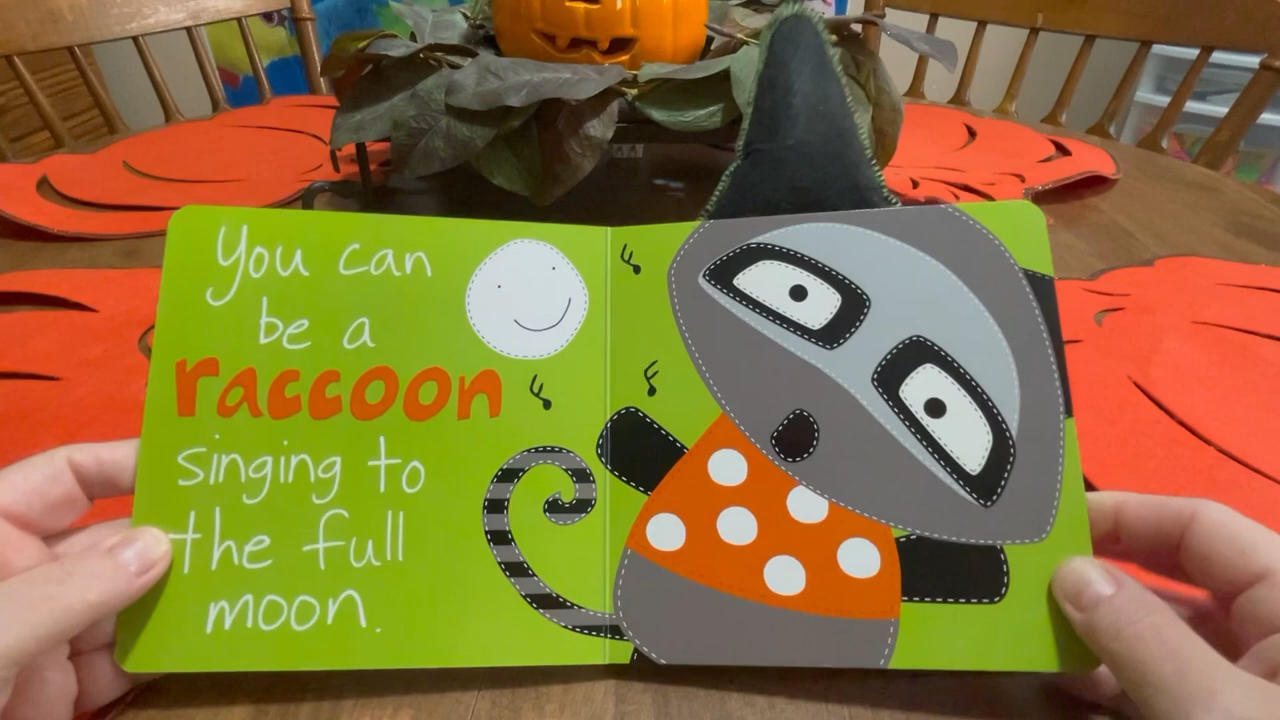 You can
be a
raccoon
singing to
the full
moon.